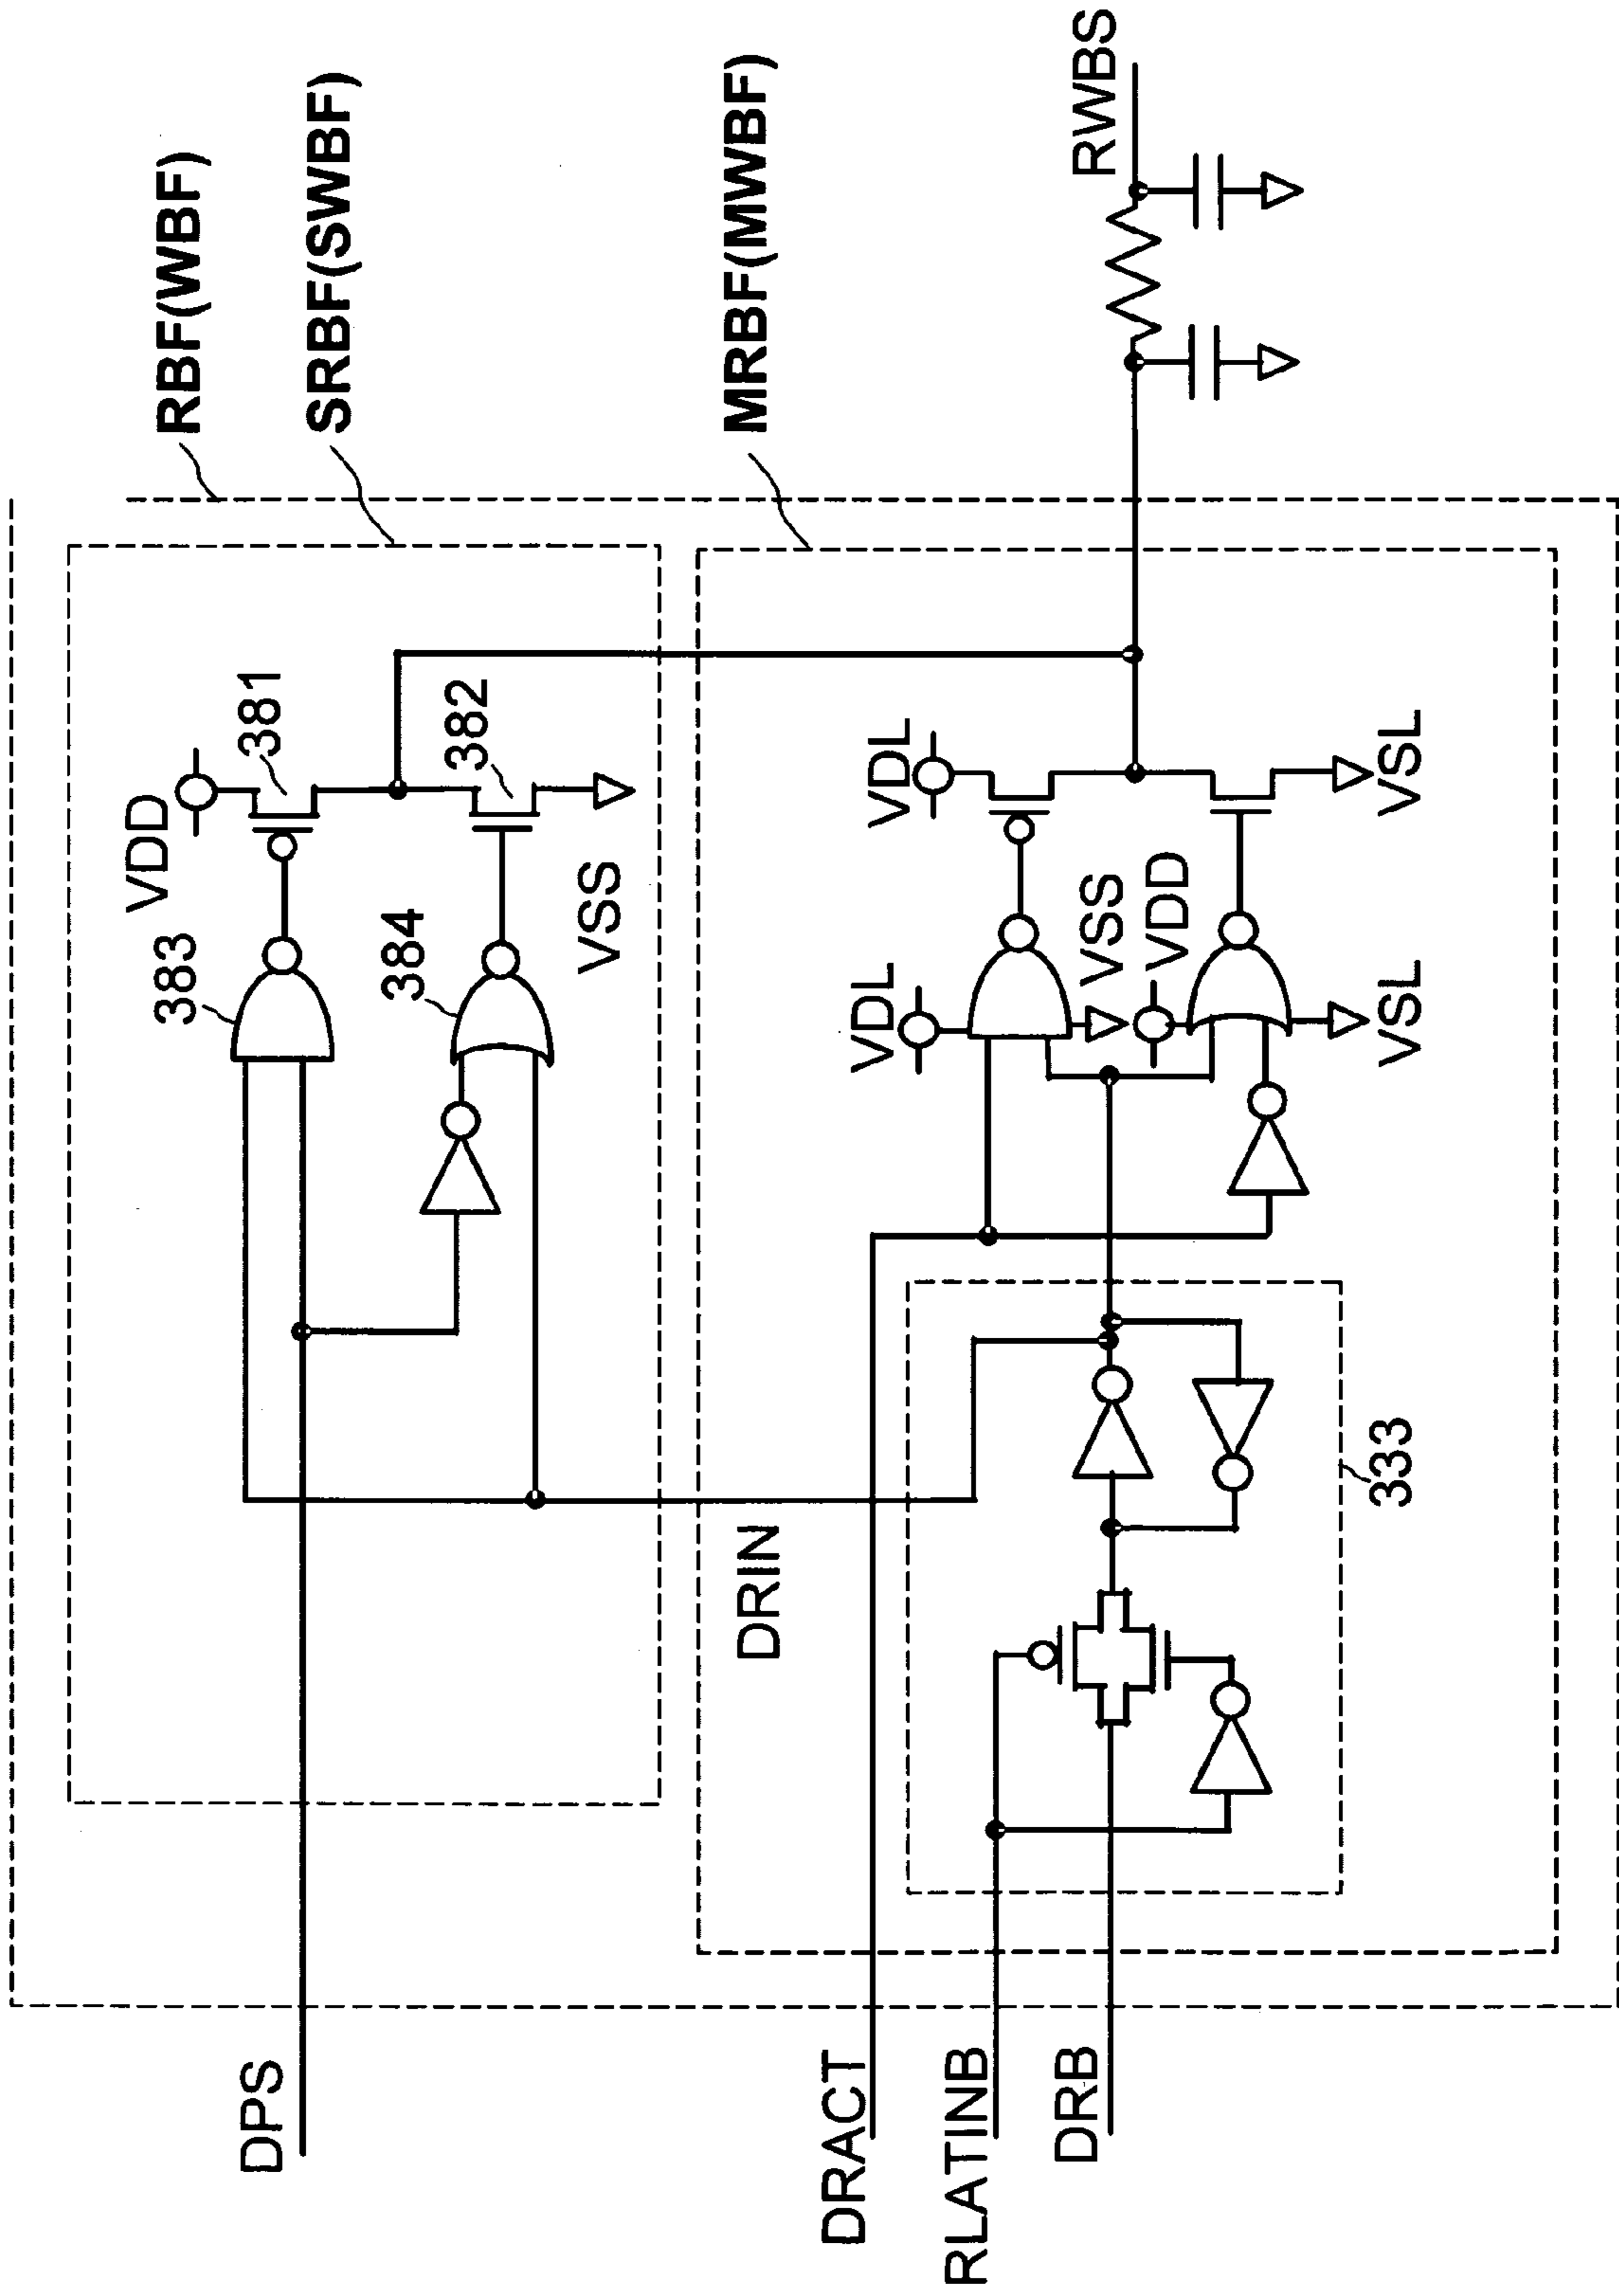 RBF(WBF)
SRBF(SWBF)
MRBF(MWBF)
RWBS
VDD
381
382
383
384
VSS
DPS
DRIN
VDL
VDL
VSS
VDD
VSL
VSL
333
DRACT
RLATINB
DRB